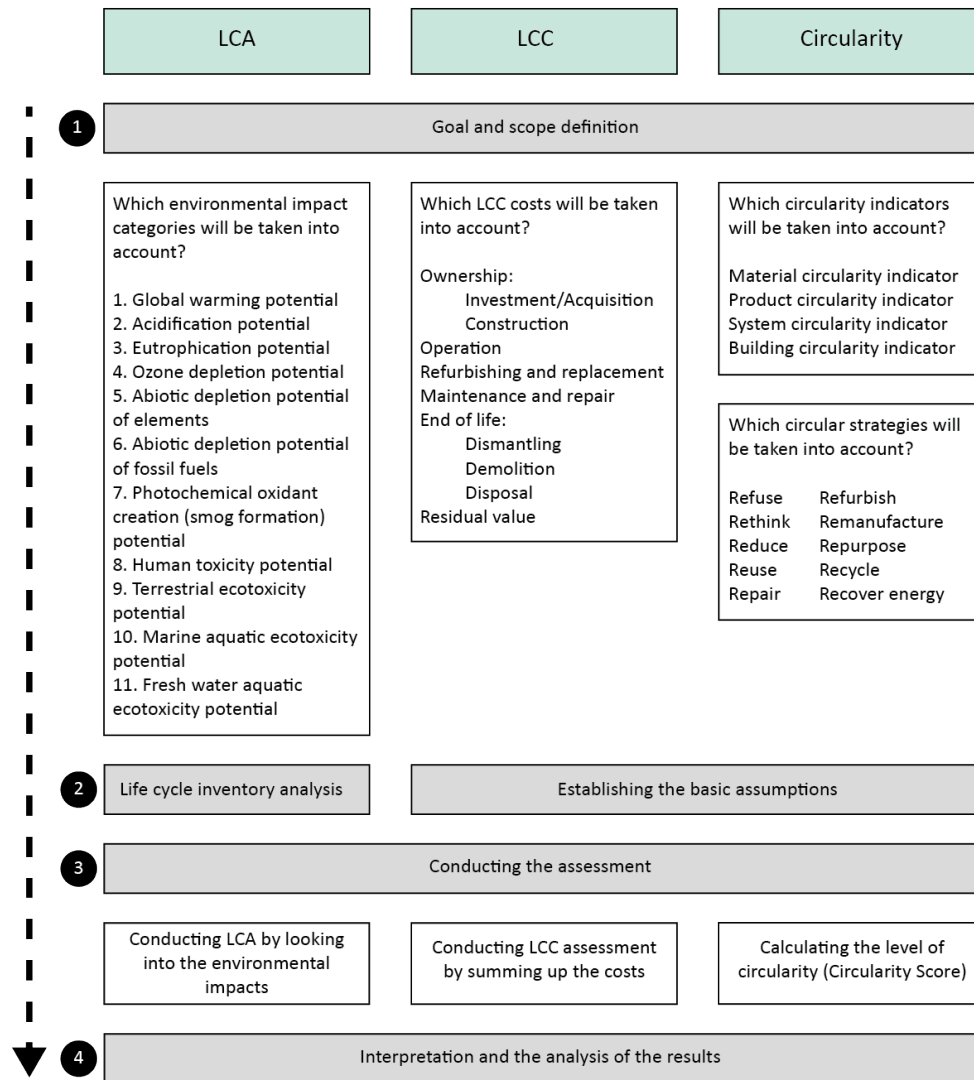 LCA
LCC
Circularity
1
Goal and scope definition
Which environmental impact
categories will be taken into
account?
1. Global warming potential
2. Acidification potential
3. Eutrophication potential
4. Ozone depletion potential
5. Abiotic depletion potential
of elements
6. Abiotic depletion potential
of fossil fuels
7. Photochemical oxidant
creation (smog formation)
potential
8. Human toxicity potential
9. Terrestrial ecotoxicity
potential
10. Marine aquatic ecotoxicity
potential
11. Fresh water aquatic
ecotoxicity potential
Which LCC costs will be taken
into account?
Ownership:
Investment/Acquisition
Construction
Operation
Refurbishing and replacement
Maintenance and repair
End of life:
Dismantling
Demolition
Disposal
Residual value
Which circularity indicators
will be taken into account?
Material circularity indicator
Product circularity indicator
System circularity indicator
Building circularity indicator
Which circular strategies will
be taken into account?
Refuse Refurbish
Rethink Remanufacture
Reduce Repurpose
Reuse Recycle
Repair Recover energy
2
Life cycle inventory analysis
Establishing the basic assumptions
3
Conducting the assessment
Conducting LCA by looking
into the environmental
impacts
Conducting LCC assessment
by summing up the costs
Calculating the level of
circularity (Circularity Score)
4
Interpretation and the analysis of the results